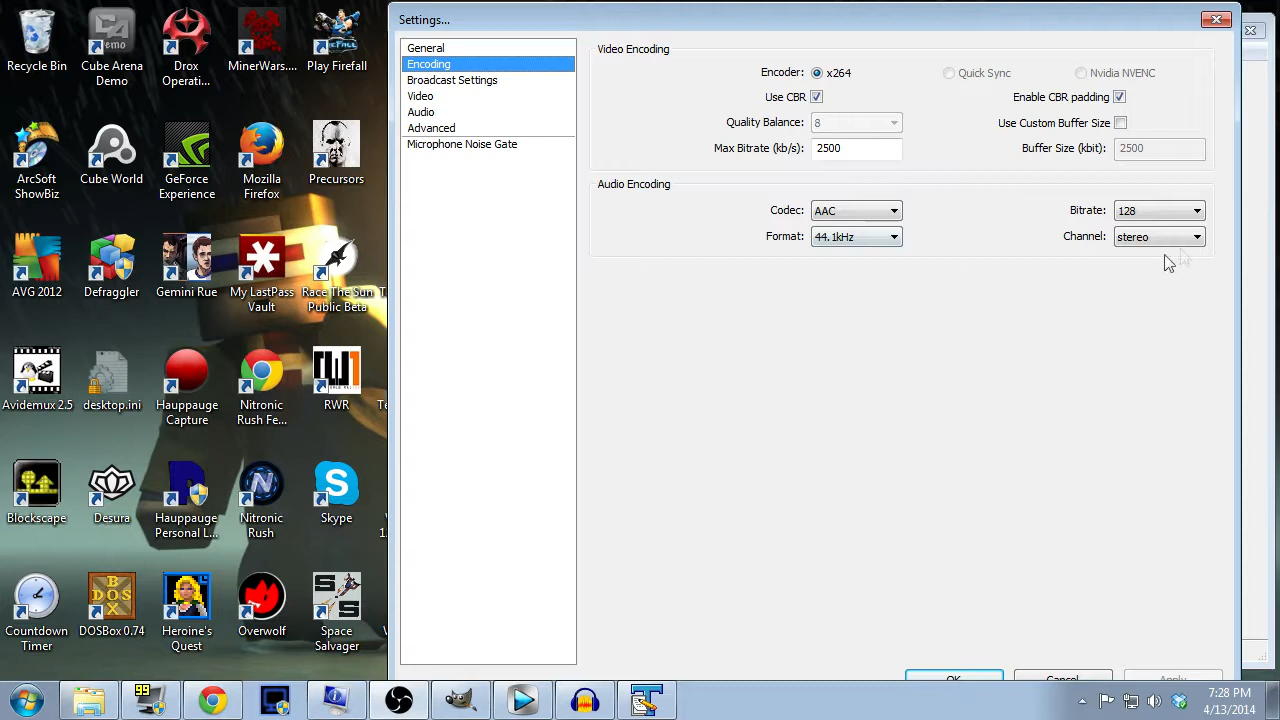 Recycle Bin
Cube Arena
Demo
Drox
Operati...
MinerWars....
Play Firefall
ArcSoft
ShowBiz
Cube World
GeForce
Experience
Mozilla
Firefox
Precursors
AVG 2012
Defraggler
Gemini Rue
My LastPass
Vault
Race The Sun
Public Beta
Avidemux 2.5
desktop.ini
Hauppauge
Capture
Nitronic
Rush Fe...
RWR
Blockscape
Desura
Hauppauge
Personal L...
Nitronic
Rush
Skype
Countdown
Timer
DOSBox 0.74
Heroine's
Quest
Overwolf
Space
Salvager
Settings...
General
Encoding
Broadcast Settings
Video
Audio
Advanced
Microphone Noise Gate
Video Encoding
Encoder: x264 Quick Sync Nvidia NVENC
Use CBR Enable CBR padding
Quality Balance: 8 Use Custom Buffer Size
Max Bitrate (kb/s): 2500 Buffer Size (kbit): 2500
Audio Encoding
Codec: AAC Bitrate: 128
Format: 44.1kHz Channel: stereo
OK Cancel Apply
99
7:28 PM
4/13/2014